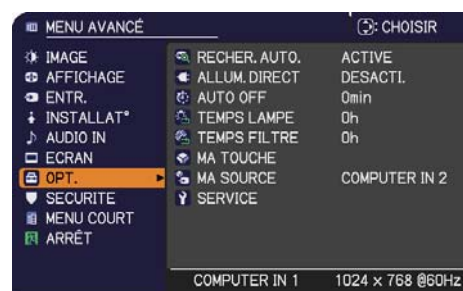 MENU AVANCÉ : CHOISIR
IMAGE
AFFICHAGE
ENTR.
INSTALLAT°
AUDIO IN
ECRAN
OPT.
SECURITE
MENU COURT
ARRÊT
RECHER. AUTO. ACTIVE
ALLUM. DIRECT DESACTI.
AUTO OFF 0min
TEMPS LAMPE 0h
TEMPS FILTRE 0h
MA TOUCHE
MA SOURCE COMPUTER IN 2
SERVICE
COMPUTER IN 1 1024 x 768 @60Hz